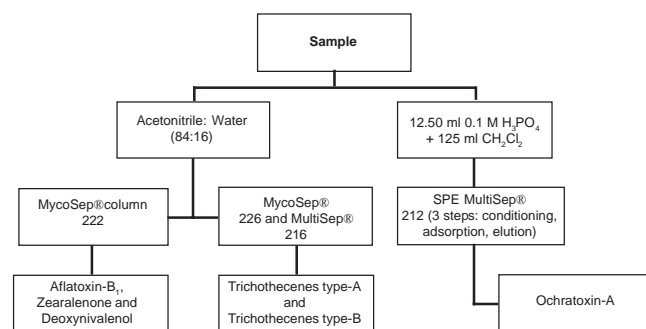 Sample
Acetonitrile: Water
(84:16)
12.50 ml 0.1 M H₃PO₄
+ 125 ml CH₂Cl₂
MycoSep®column
222
MycoSep®
226 and MultiSep®
216
SPE MultiSep®
212 (3 steps: conditioning,
adsorption, elution)
Aflatoxin-B₁,
Zearalenone and
Deoxynivalenol
Trichothecenes type-A
and
Trichothecenes type-B
Ochratoxin-A